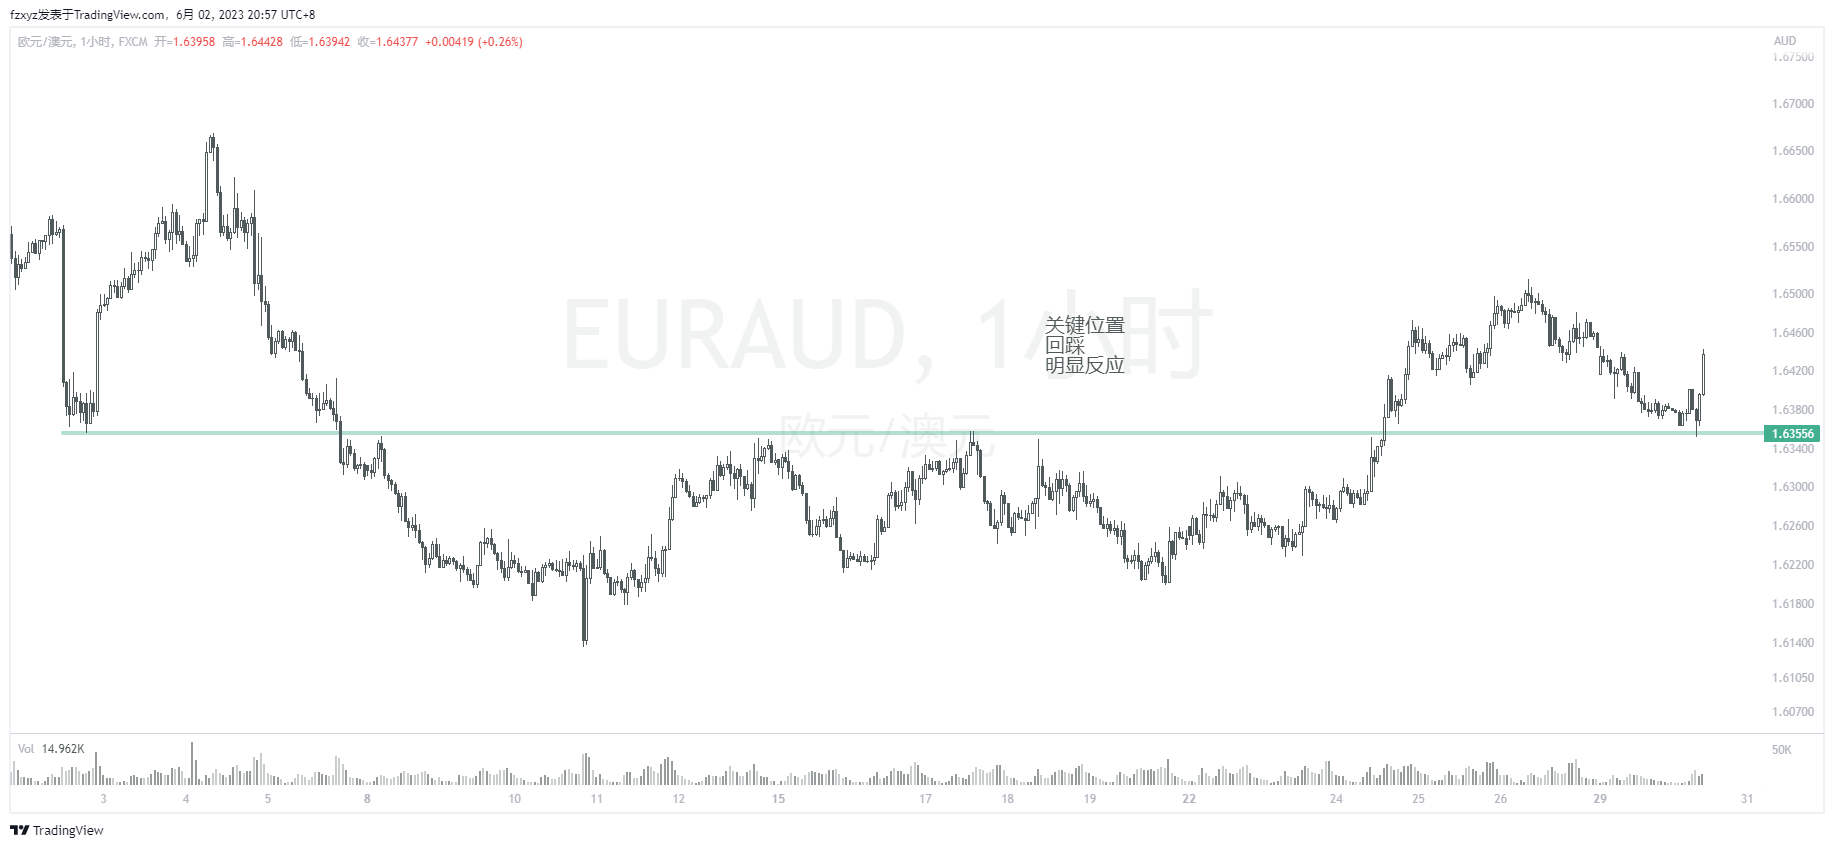 fzxyz发表于TradingView.com, 6月 02, 2023 20:57 UTC+8
欧元/澳元, 1小时, FXCM 开=1.63958 高=1.64428 低=1.63942 收=1.64377 +0.00419 (+0.26%)
AUD
1.67500
1.67000
1.66500
1.66000
1.65500
1.65000
1.64600
1.64200
1.63800
1.63556
1.63400
1.63000
1.62600
1.62200
1.61800
1.61400
1.61050
1.60700
EURAUD, 1小时
欧元/澳元
关键位置
回踩
明显反应
Vol 14.962K
50K
3 4 5 8 10 11 12 15 17 18 19 22 24 25 26 29 31
TradingView